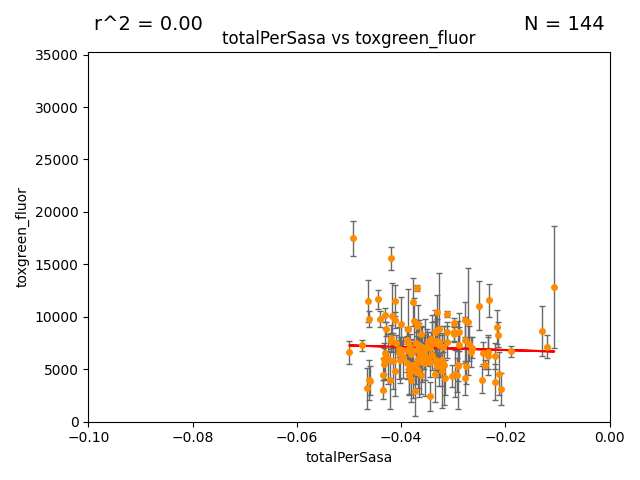 r^2 = 0.00
N = 144
totalPerSasa vs toxgreen_fluor
35000
30000
25000
20000
15000
10000
5000
0
toxgreen_fluor
−0.10
−0.08
−0.06
−0.04
−0.02
0.00
totalPerSasa